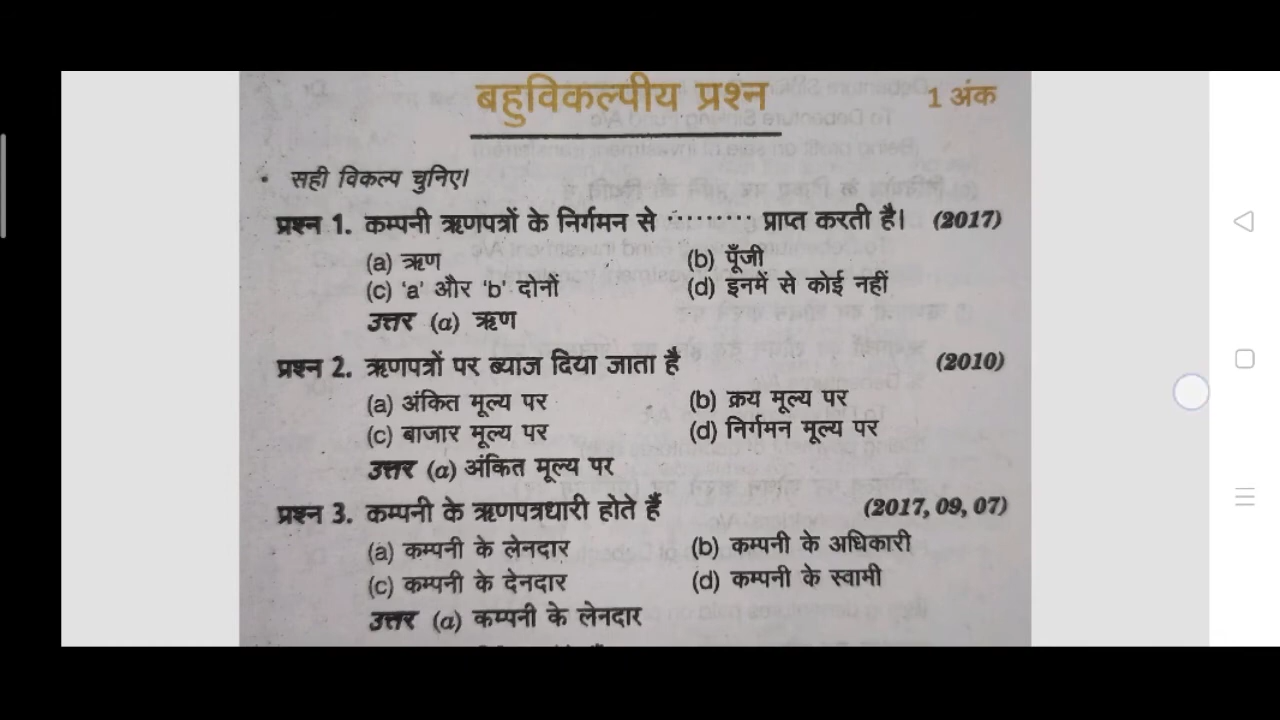 बहुविकल्पीय प्रश्न 1 अंक
• सही विकल्प चुनिए।
प्रश्न 1. कम्पनी ऋणपत्रों के निर्गमन से ········· प्राप्त करती है। (2017)
(a) ऋण (b) पूँजी
(c) 'a' और 'b' दोनों (d) इनमें से कोई नहीं
उत्तर (a) ऋण
प्रश्न 2. ऋणपत्रों पर ब्याज दिया जाता है (2010)
(a) अंकित मूल्य पर (b) क्रय मूल्य पर
(c) बाजार मूल्य पर (d) निर्गमन मूल्य पर
उत्तर (a) अंकित मूल्य पर
प्रश्न 3. कम्पनी के ऋणपत्रधारी होते हैं (2017, 09, 07)
(a) कम्पनी के लेनदार (b) कम्पनी के अधिकारी
(c) कम्पनी के देनदार (d) कम्पनी के स्वामी
उत्तर (a) कम्पनी के लेनदार